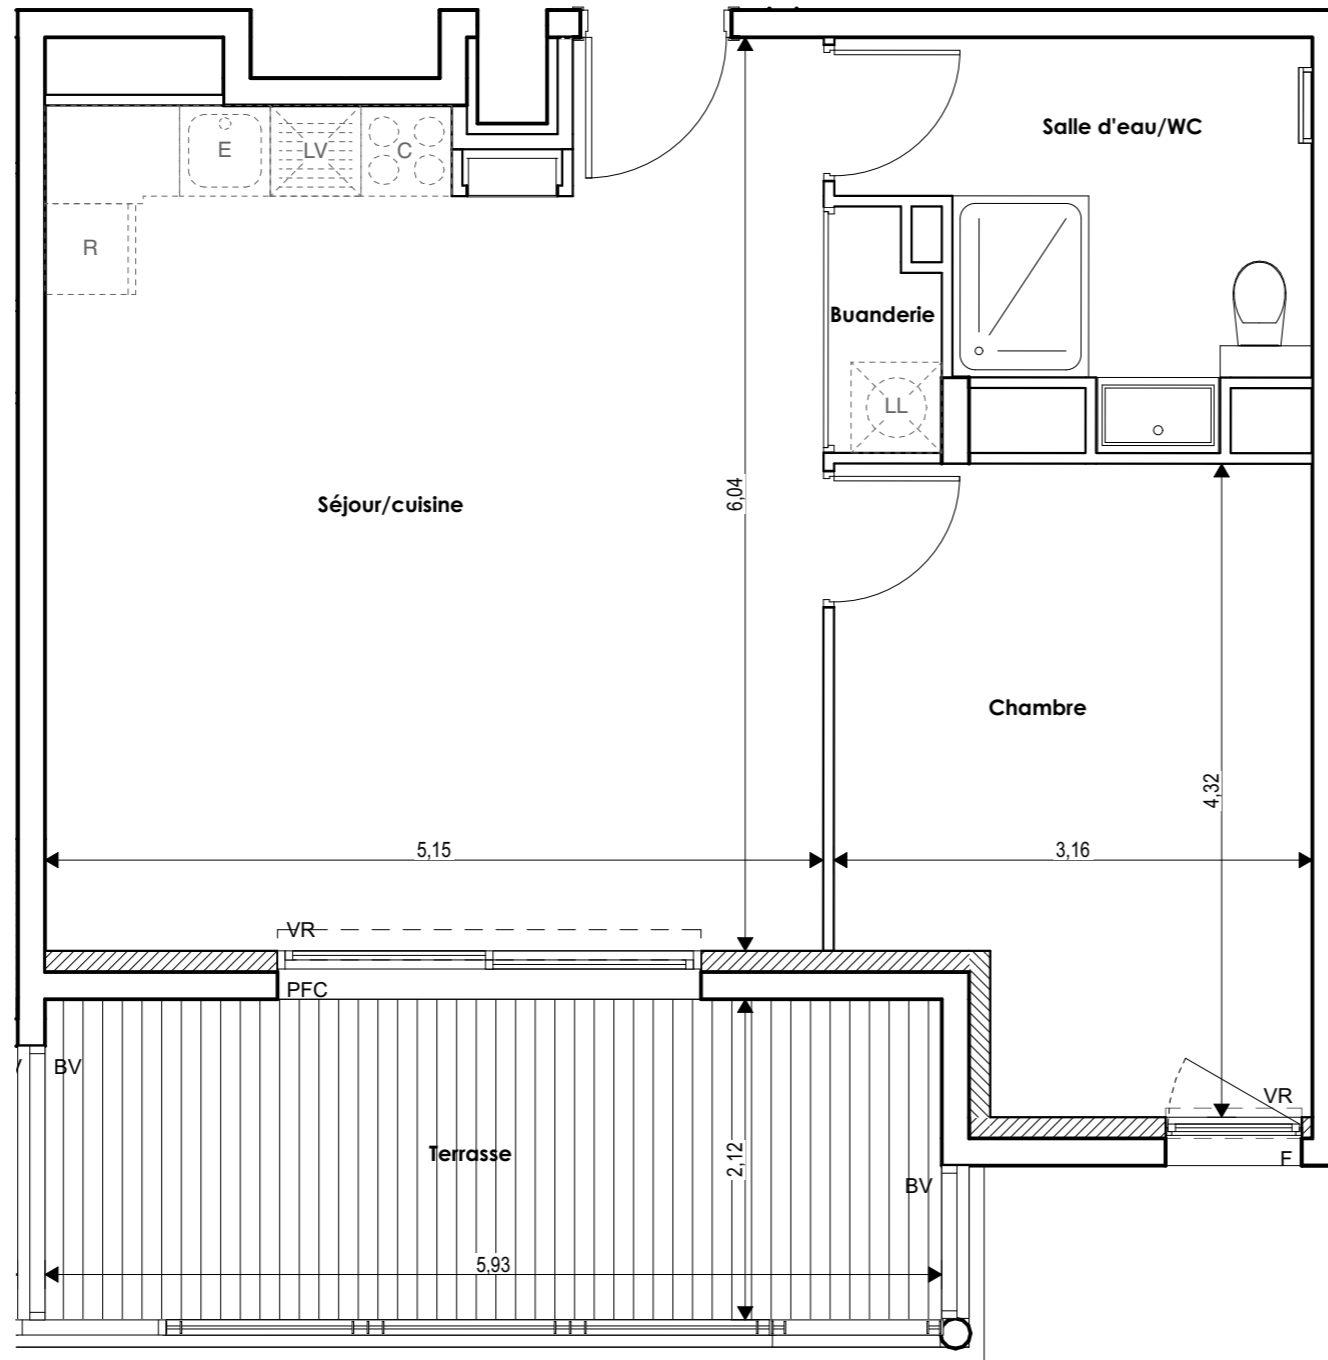 Salle d'eau/WC
E
LV
C
R
Buanderie
LL
Séjour/cuisine
6,04
Chambre
4,32
5,15
3,16
VR
PFC
BV
VR
F
Terrasse
2,12
BV
5,93